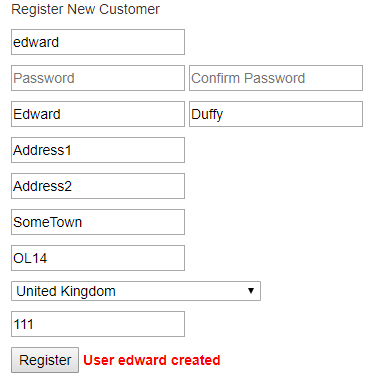 Register New Customer
edward
Password Confirm Password
Edward Duffy
Address1
Address2
SomeTown
OL14
United Kingdom
111
Register User edward created